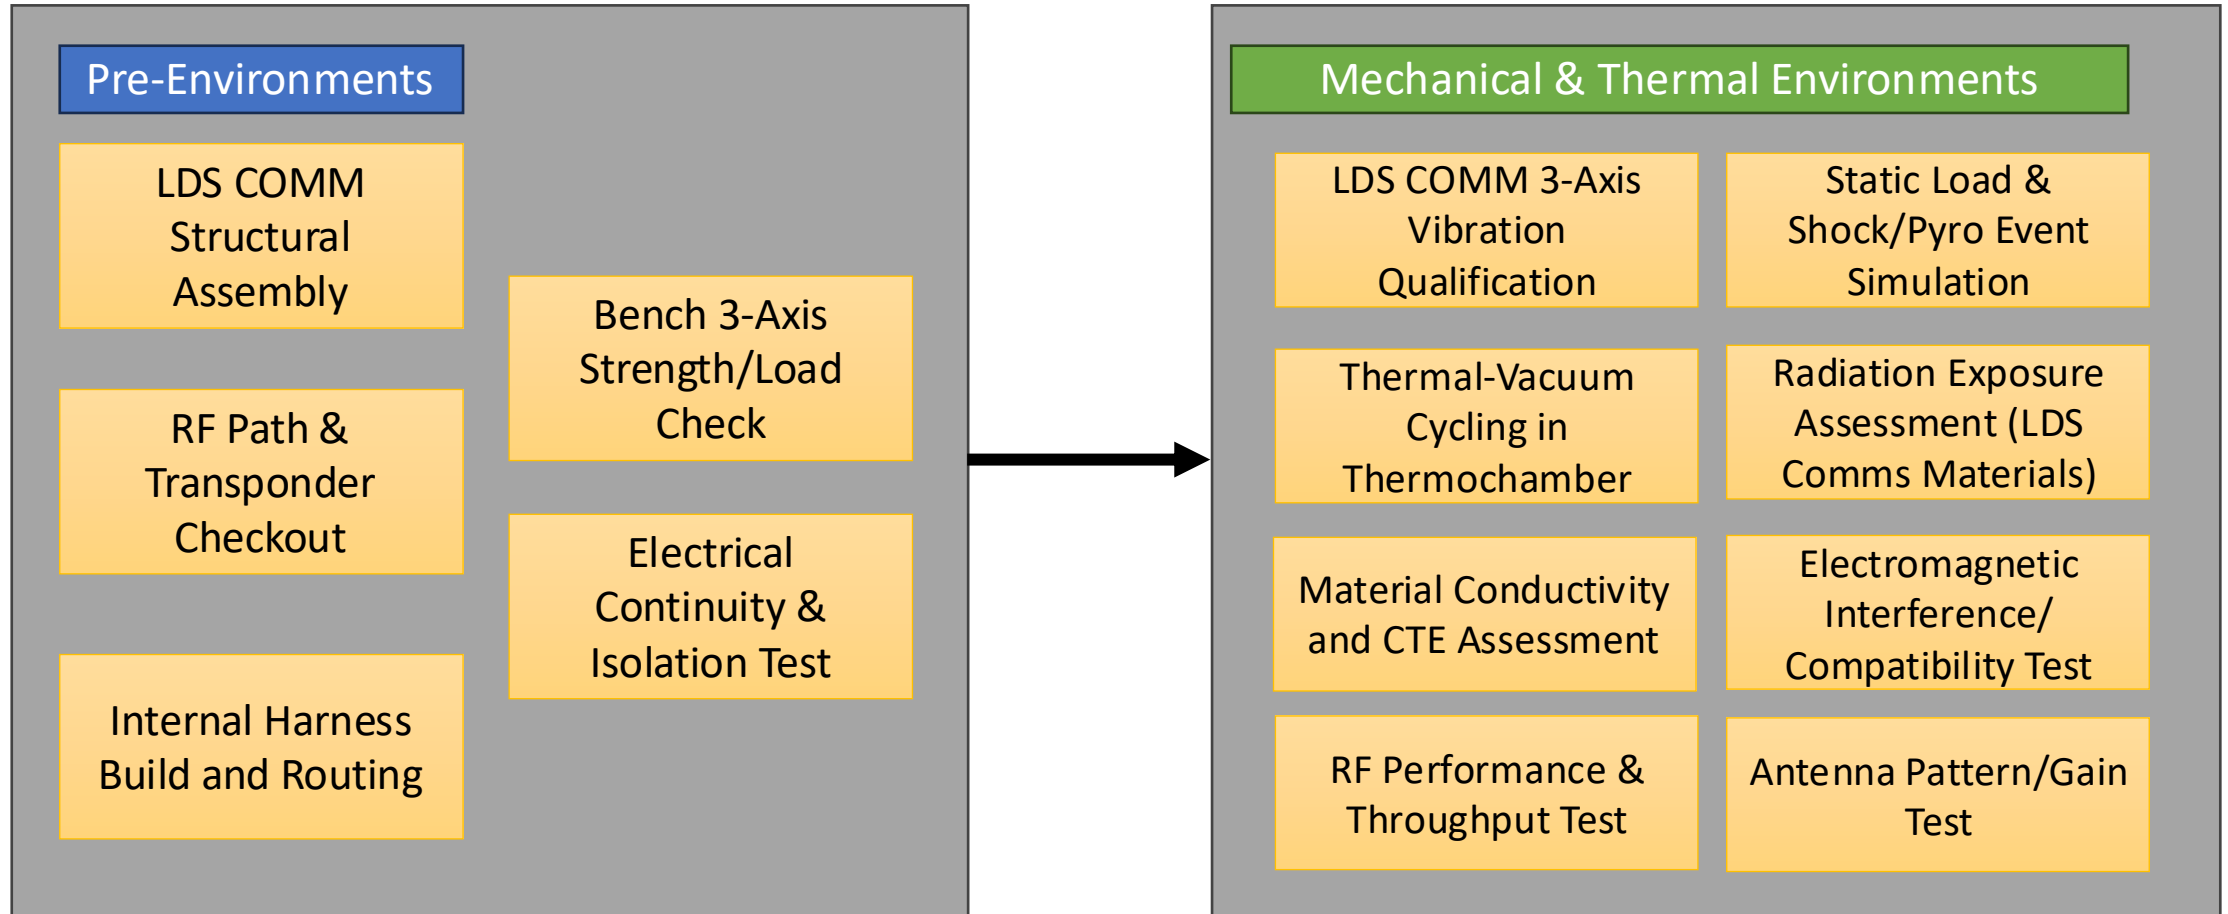 Pre-Environments
LDS COMM
Structural
Assembly
RF Path &
Transponder
Checkout
Internal Harness
Build and Routing
Bench 3-Axis
Strength/Load
Check
Electrical
Continuity &
Isolation Test
Mechanical & Thermal Environments
LDS COMM 3-Axis
Vibration
Qualification
Static Load &
Shock/Pyro Event
Simulation
Thermal-Vacuum
Cycling in
Thermochamber
Radiation Exposure
Assessment (LDS
Comms Materials)
Material Conductivity
and CTE Assessment
Electromagnetic
Interference/
Compatibility Test
RF Performance &
Throughput Test
Antenna Pattern/Gain
Test